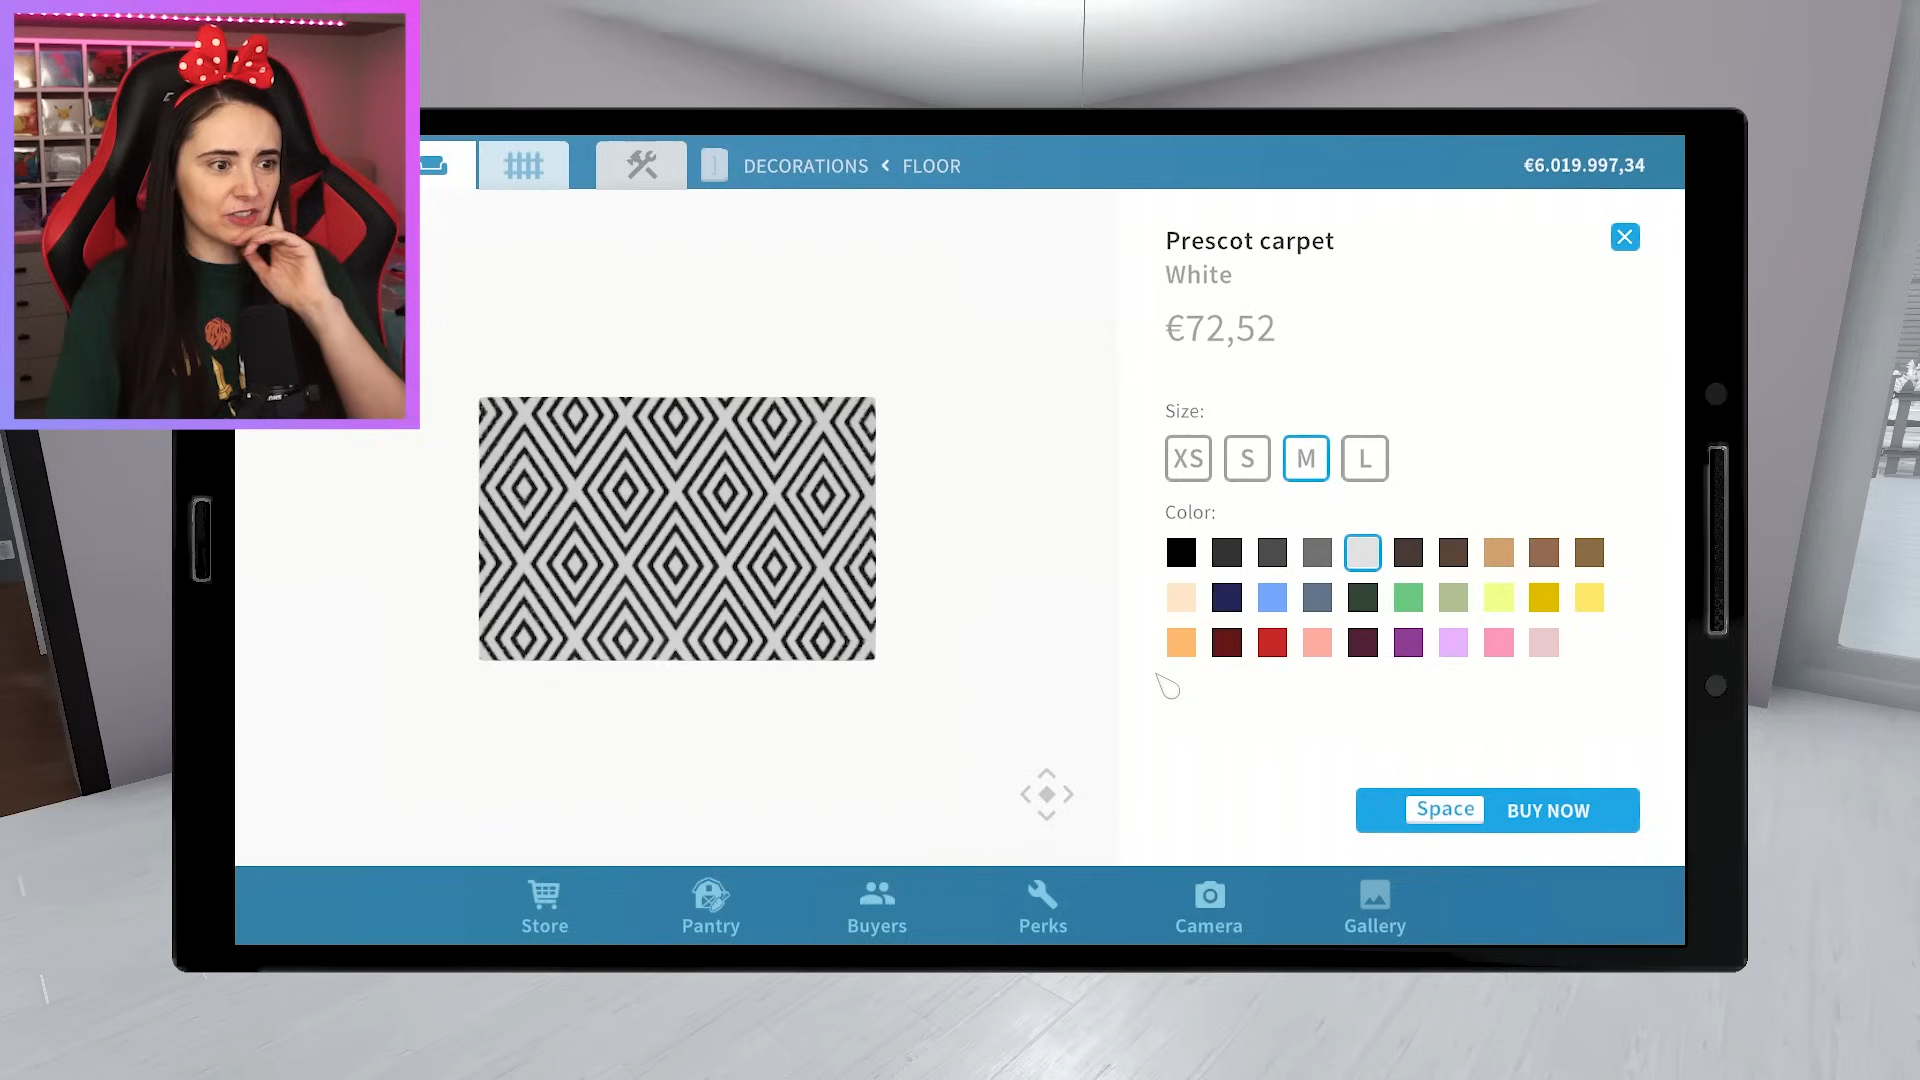 DECORATIONS < FLOOR
€6.019.997,34
Prescot carpet
White
€72,52
Size:
XS S M L
Color:
Space BUY NOW
Store Pantry Buyers Perks Camera Gallery